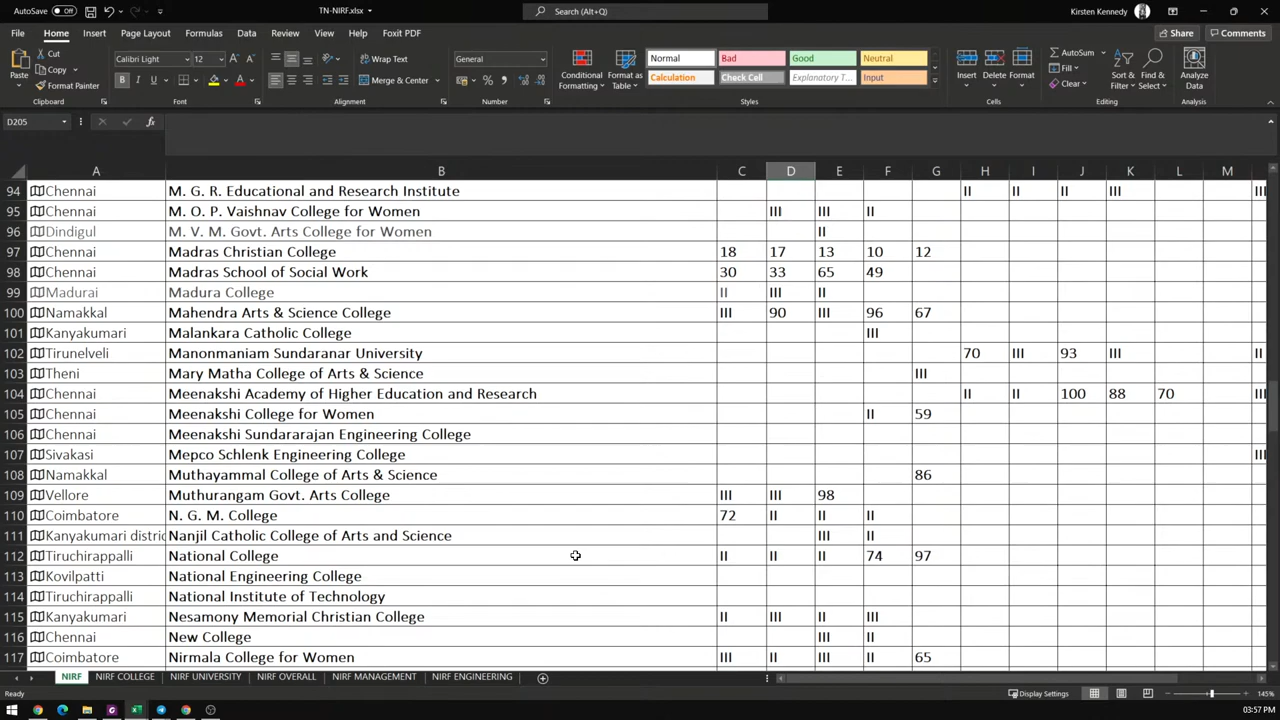 AutoSave Off TN-NIRF.xlsx Search (Alt+Q) Kirsten Kennedy
File Home Insert Page Layout Formulas Data Review View Help Foxit PDF Share Comments
Paste Cut Copy Format Painter Calibri Light 12 Wrap Text Merge & Center General Conditional Formatting Format as Table Normal Bad Good Neutral Calculation Check Cell Explanatory T... Input Insert Delete Format AutoSum Fill Clear Sort & Filter Find & Select Analyze Data
Clipboard Font Alignment Number Styles Cells Editing Analysis
D205 fx
A B C D E F G H I J K L M
94 Chennai M. G. R. Educational and Research Institute II II II III III
95 Chennai M. O. P. Vaishnav College for Women III III II
96 Dindigul M. V. M. Govt. Arts College for Women II
97 Chennai Madras Christian College 18 17 13 10 12
98 Chennai Madras School of Social Work 30 33 65 49
99 Madurai Madura College II III II
100 Namakkal Mahendra Arts & Science College III 90 III 96 67
101 Kanyakumari Malankara Catholic College III
102 Tirunelveli Manonmaniam Sundaranar University 70 III 93 III II
103 Theni Mary Matha College of Arts & Science III
104 Chennai Meenakshi Academy of Higher Education and Research II II 100 88 70 III
105 Chennai Meenakshi College for Women II 59
106 Chennai Meenakshi Sundararajan Engineering College
107 Sivakasi Mepco Schlenk Engineering College III
108 Namakkal Muthayammal College of Arts & Science 86
109 Vellore Muthurangam Govt. Arts College III III 98
110 Coimbatore N. G. M. College 72 II II II
111 Kanyakumari distric Nanjil Catholic College of Arts and Science III II
112 Tiruchirappalli National College II II II 74 97
113 Kovilpatti National Engineering College
114 Tiruchirappalli National Institute of Technology
115 Kanyakumari Nesamony Memorial Christian College II III II III
116 Chennai New College III II
117 Coimbatore Nirmala College for Women III II III II 65
NIRF NIRF COLLEGE NIRF UNIVERSITY NIRF OVERALL NIRF MANAGEMENT NIRF ENGINEERING
Ready Display Settings 145%
03:57 PM